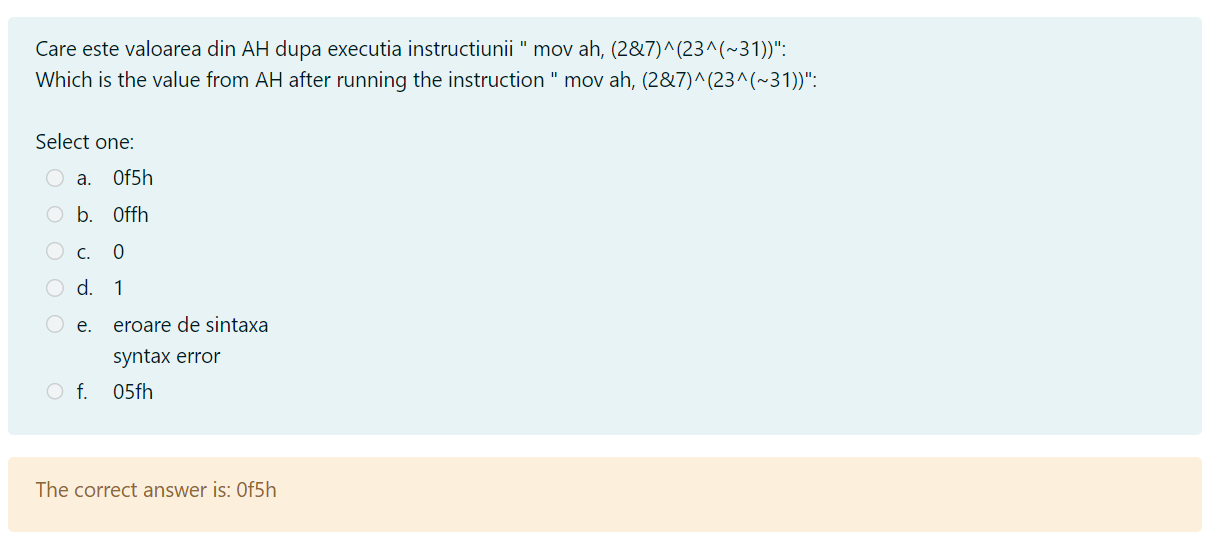 Care este valoarea din AH dupa executia instructiunii " mov ah, (2&7)^(23^(~31))":
Which is the value from AH after running the instruction " mov ah, (2&7)^(23^(~31))":
Select one:
a. 0f5h
b. 0ffh
c. 0
d. 1
e. eroare de sintaxa
syntax error
f. 05fh
The correct answer is: 0f5h